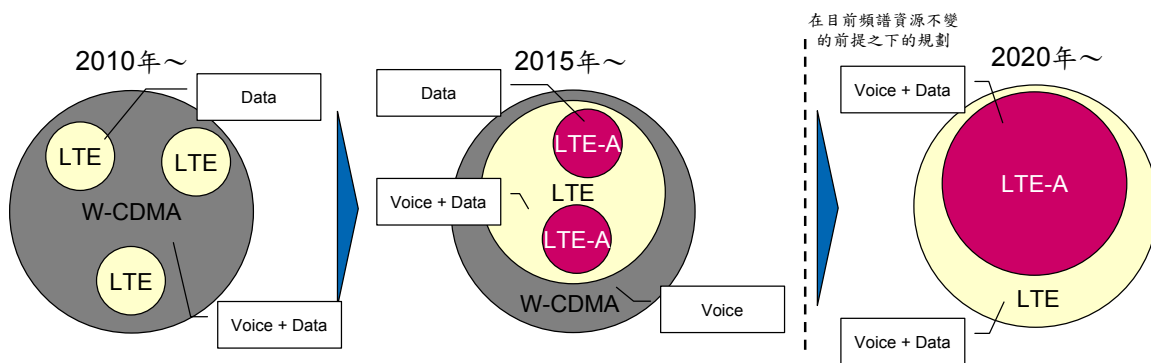 2010年～
Data
LTE
LTE
W-CDMA
LTE
Voice + Data
2015年～
Data
LTE-A
Voice + Data
LTE
LTE-A
W-CDMA
Voice
在目前頻譜資源不變
的前提之下的規劃
2020年～
Voice + Data
LTE-A
LTE
Voice + Data